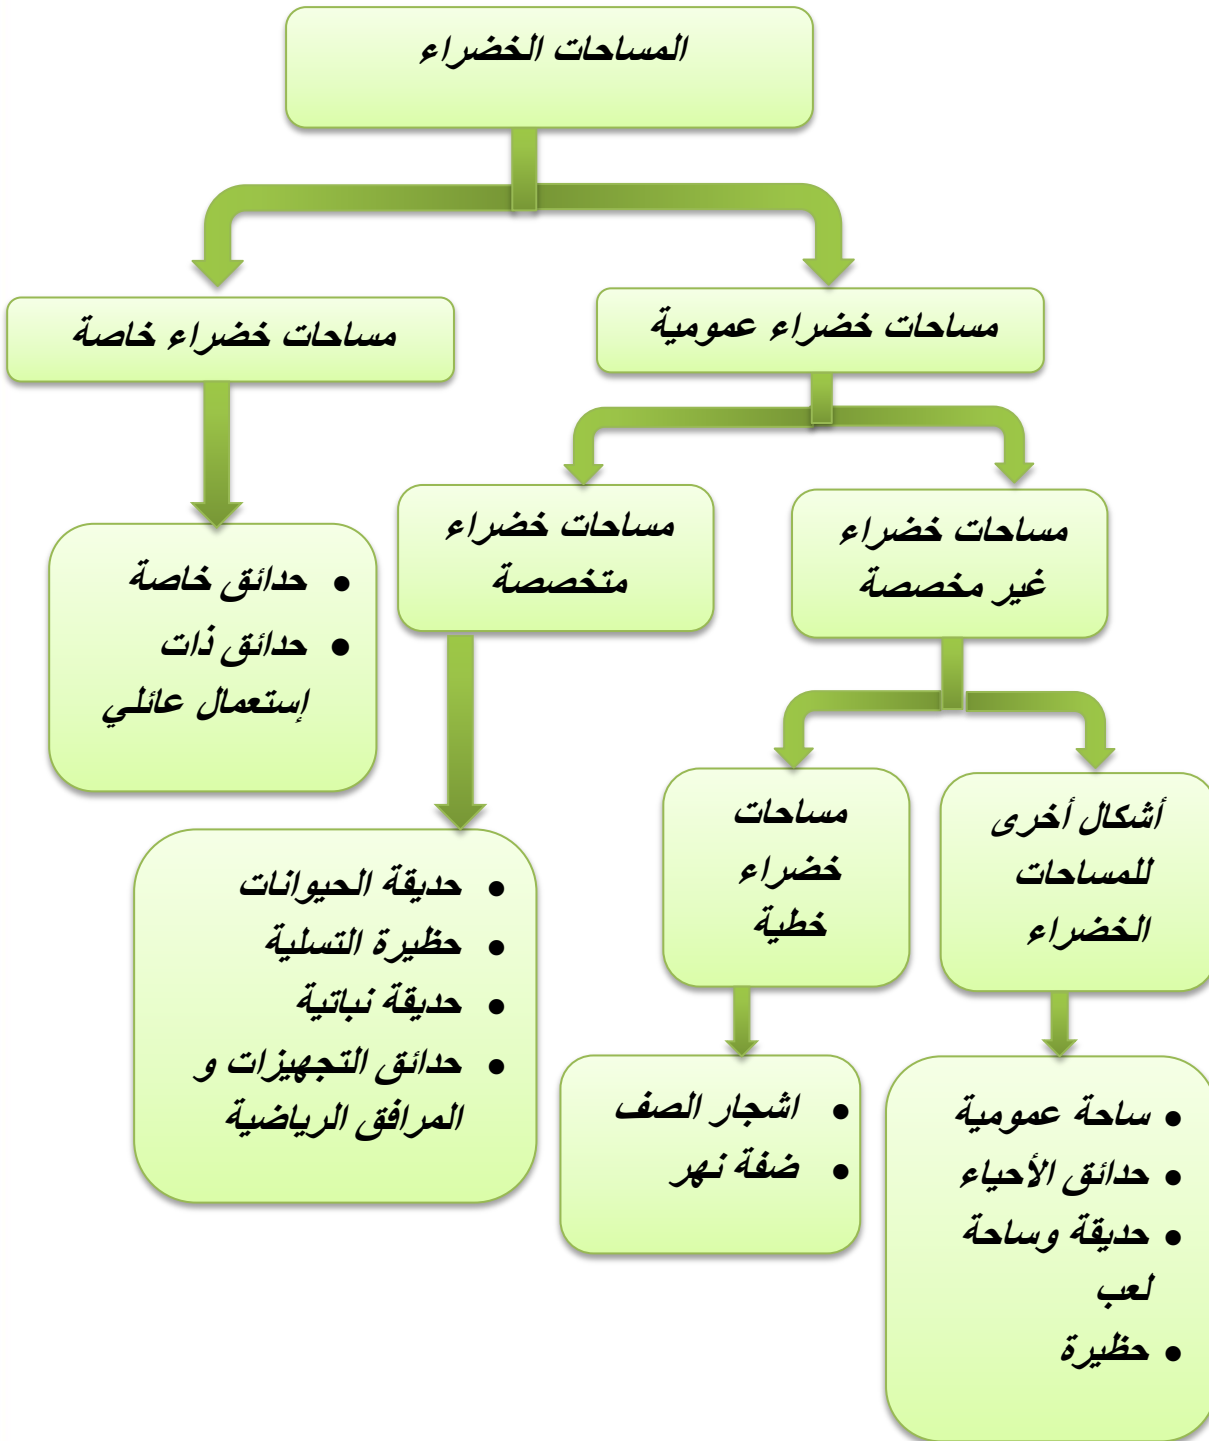 المساحات الخضراء
مساحات خضراء عمومية
مساحات خضراء خاصة
مساحات خضراء
غير مخصصة
مساحات خضراء
متخصصة
• حدائق خاصة
• حدائق ذات
إستعمال عائلي
أشكال أخرى
للمساحات
الخضراء
مساحات
خضراء
خطية
• حديقة الحيوانات
• حظيرة التسلية
• حديقة نباتية
• حدائق التجهيزات و
المرافق الرياضية
• ساحة عمومية
• حدائق الأحياء
• حديقة وساحة
لعب
• حظيرة
• اشجار الصف
• ضفة نهر